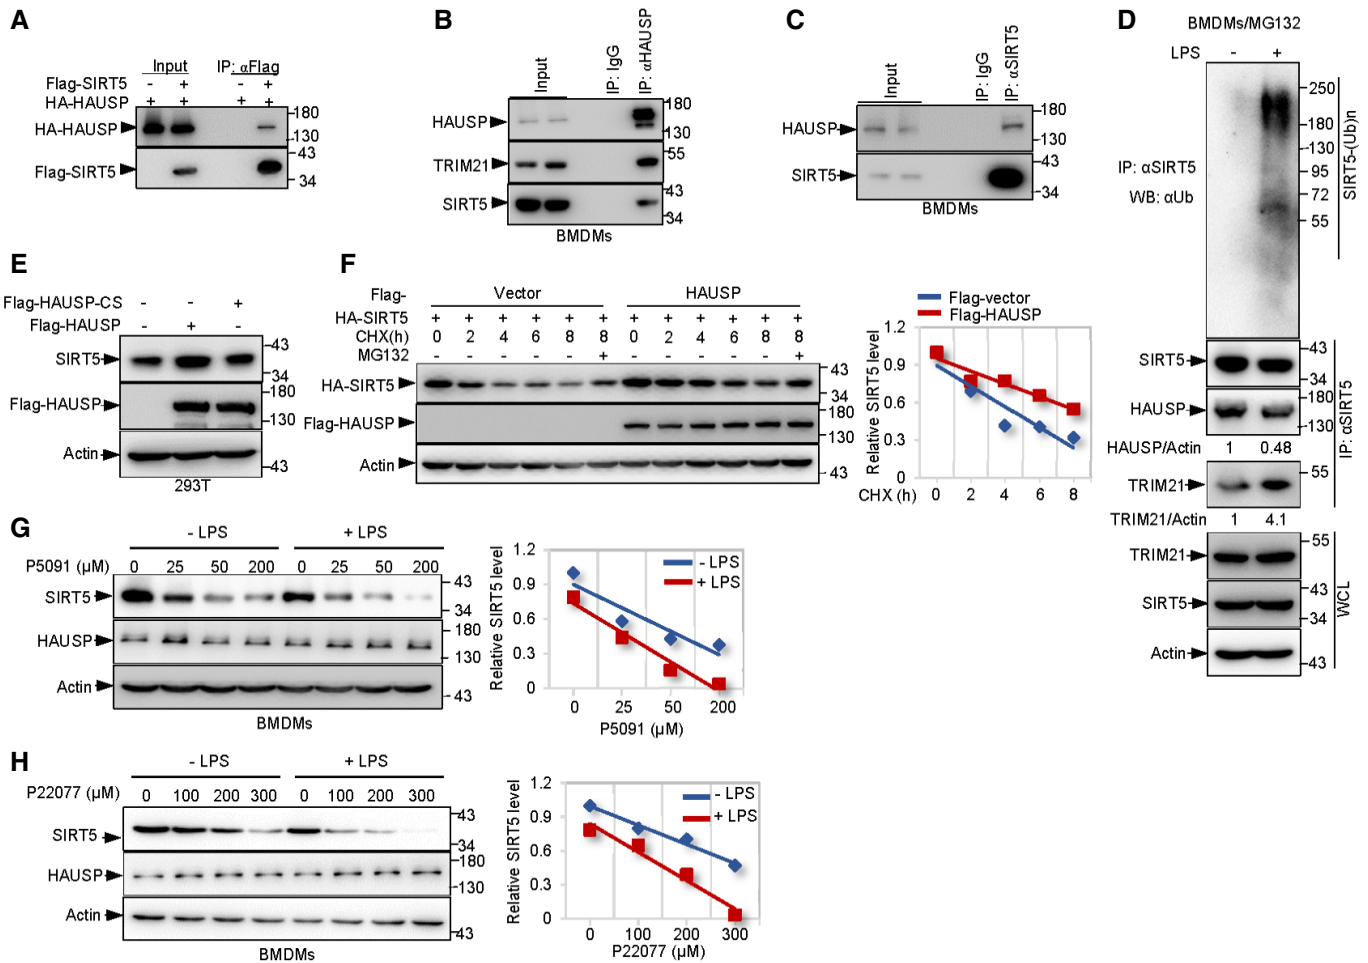 A
Input IP: αFlag
Flag-SIRT5 - + - +
HA-HAUSP + + + +
HA-HAUSP 180 130
Flag-SIRT5 43 34
B
Input IP: IgG IP: αHAUSP
HAUSP 180 130
TRIM21 55
SIRT5 43 34
BMDMs
C
Input IP: IgG IP: αSIRT5
HAUSP 180 130
SIRT5 43 34
BMDMs
D
BMDMs/MG132
LPS - +
IP: αSIRT5
WB: αUb
250
180
130
95
72
55
SIRT5-(Ub)n
SIRT5 43 34
HAUSP 180 130
HAUSP/Actin 1 0.48
TRIM21 55
TRIM21/Actin 1 4.1
IP: αSIRT5
TRIM21 55
SIRT5 43 34
Actin 43
WCL
E
Flag-HAUSP-CS - - +
Flag-HAUSP - + -
SIRT5 43 34
Flag-HAUSP 180 130
Actin 43
293T
F
Flag- Vector HAUSP
HA-SIRT5 + + + + + + + + + + + +
CHX(h) 0 2 4 6 8 8 0 2 4 6 8 8
MG132 - - - - - + - - - - - +
HA-SIRT5 43 34
Flag-HAUSP 180 130
Actin 43
Flag-vector
Flag-HAUSP
Relative SIRT5 level
1.2
0.9
0.6
0.3
0
CHX (h) 0 2 4 6 8
G
- LPS + LPS
P5091 (µM) 0 25 50 200 0 25 50 200
SIRT5 43 34
HAUSP 180 130
Actin 43
BMDMs
- LPS
+ LPS
Relative SIRT5 level
1.2
0.9
0.6
0.3
0
0 25 50 200
P5091 (µM)
H
- LPS + LPS
P22077 (µM) 0 100 200 300 0 100 200 300
SIRT5 43 34
HAUSP 180 130
Actin 43
BMDMs
- LPS
+ LPS
Relative SIRT5 level
1.2
0.9
0.6
0.3
0
0 100 200 300
P22077 (µM)